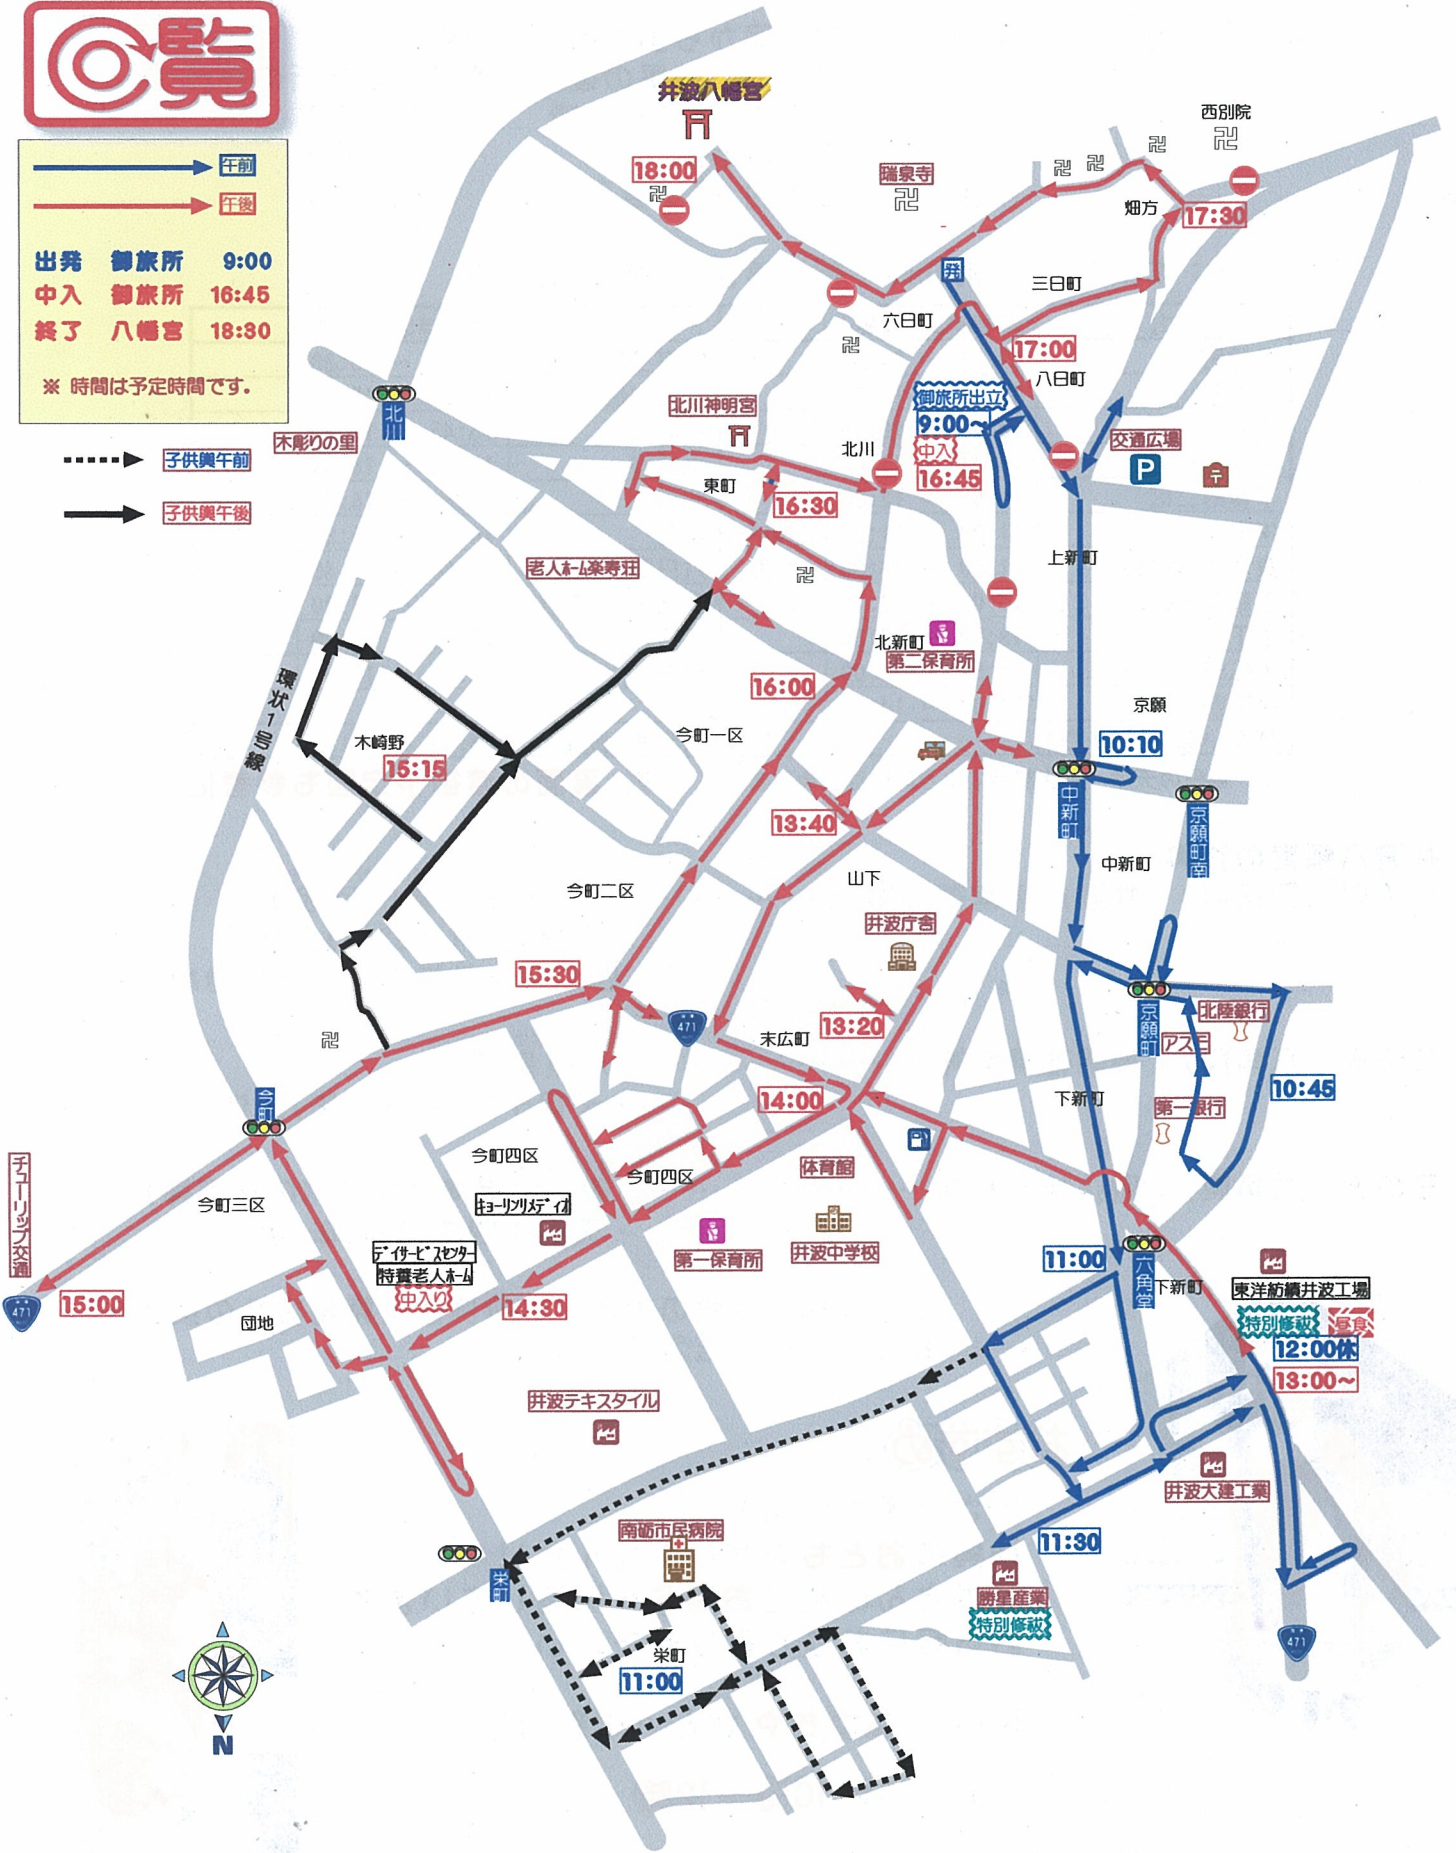 回覧
午前
午後
出発 御旅所 9:00
中入 御旅所 16:45
終了 八幡宮 18:30
※ 時間は予定時間です。
子供輿午前
子供輿午後
井波八幡宮
18:00
瑞泉寺
西別院
畑方
17:30
発
三日町
六日町
17:00
八日町
御旅所出立
9:00~
中入
16:45
交通広場
P
北川神明宮
北川
北川
木彫りの里
東町
16:30
上新町
老人ホーム楽寿荘
北新町
第二保育所
16:00
環状1号線
木崎野
15:15
今町一区
京願
10:10
中新町
京願町南
13:40
中新町
今町二区
山下
井波庁舎
15:30
471
13:20
末広町
京願町
北陸銀行
アスモ
10:45
14:00
下新町
第一銀行
今町
今町四区
今町四区
体育館
チューリップ交通
今町三区
キョーリンリメディオ
デイサービスセンター
特養老人ホーム
中入り
第一保育所
井波中学校
11:00
六角堂
下新町
東洋紡績井波工場
特別修祓
昼食
12:00休
13:00~
471
15:00
14:30
団地
井波テキスタイル
井波大建工業
南砺市民病院
11:30
栄町
勝星産業
特別修祓
栄町
11:00
471
N